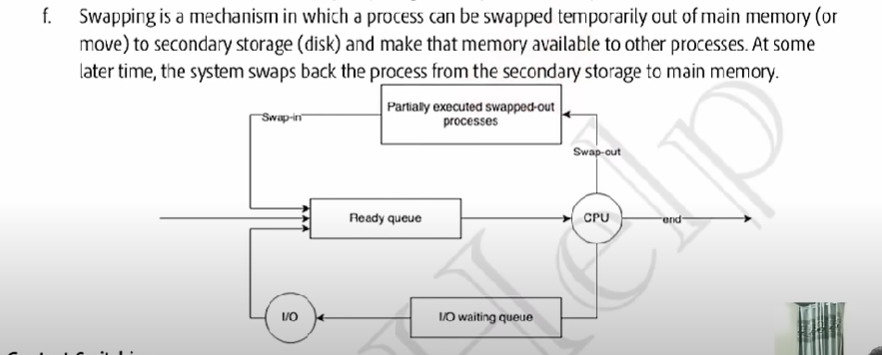 f. Swapping is a mechanism in which a process can be swapped temporarily out of main memory (or
move) to secondary storage (disk) and make that memory available to other processes. At some
later time, the system swaps back the process from the secondary storage to main memory.
Partially executed swapped-out
processes
Swap-in
Swap-out
Ready queue
CPU
end
I/O
I/O waiting queue
Help